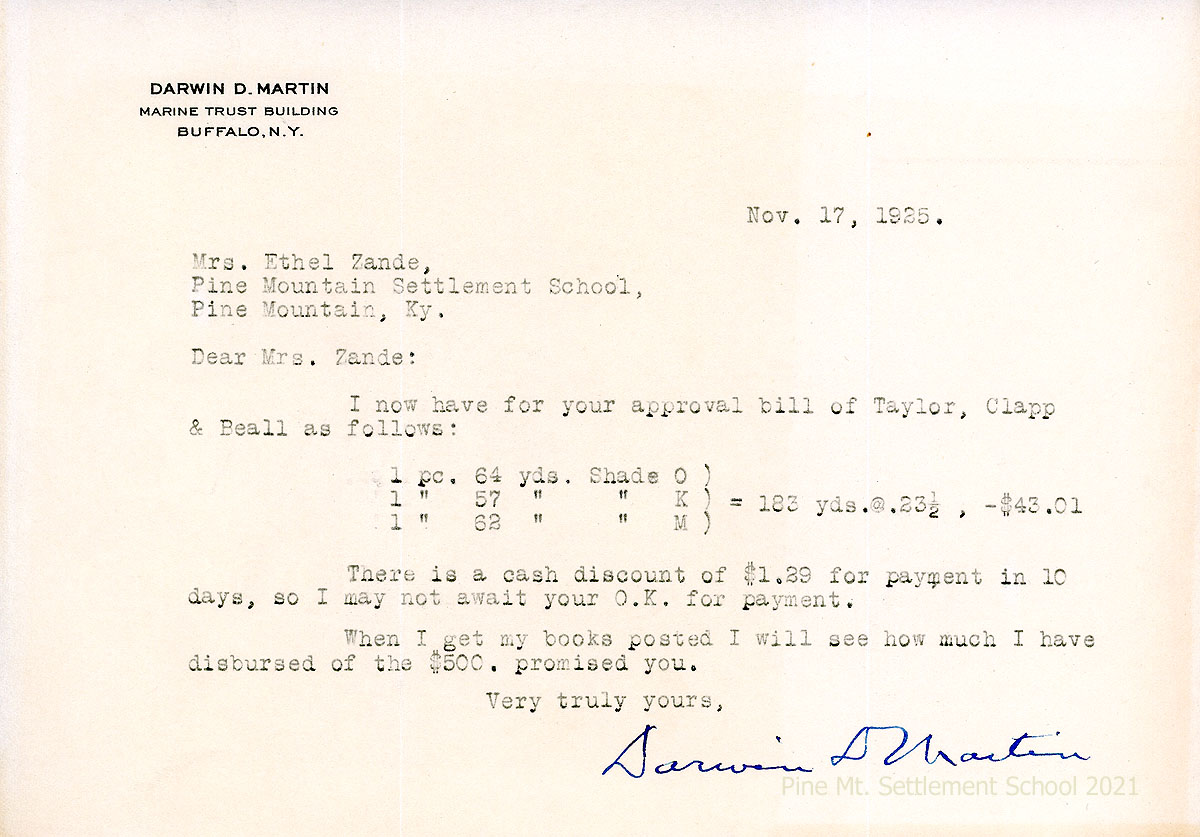 DARWIN D. MARTIN
MARINE TRUST BUILDING
BUFFALO, N.Y.
Nov. 17, 1925.
Mrs. Ethel Zande,
Pine Mountain Settlement School,
Pine Mountain, Ky.
Dear Mrs. Zande:
I now have for your approval bill of Taylor, Clapp
& Beall as follows:
1 pc. 64 yds. Shade O )
1 " 57 " " K ) = 183 yds.@.23½ , -$43.01
1 " 62 " " M )
There is a cash discount of $1.29 for payment in 10
days, so I may not await your O.K. for payment.
When I get my books posted I will see how much I have
disbursed of the $500. promised you.
Very truly yours,
Darwin D Martin
Pine Mt. Settlement School 2021